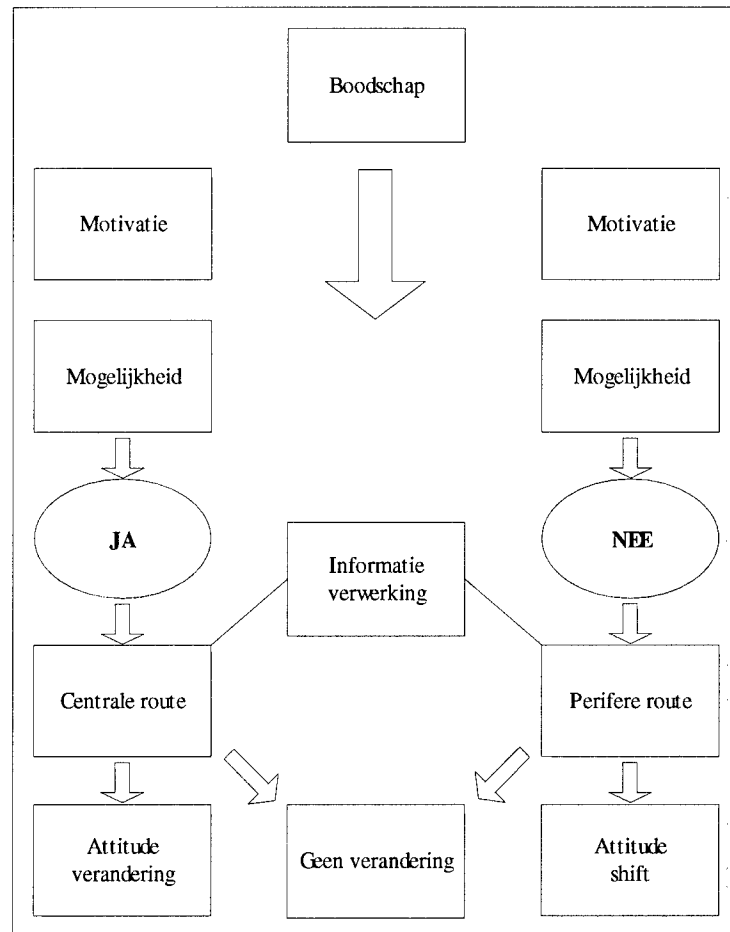 Boodschap
Motivatie
Motivatie
Mogelijkheid
Mogelijkheid
JA
NEE
Informatie
verwerking
Centrale route
Perifere route
Attitude
verandering
Geen verandering
Attitude
shift